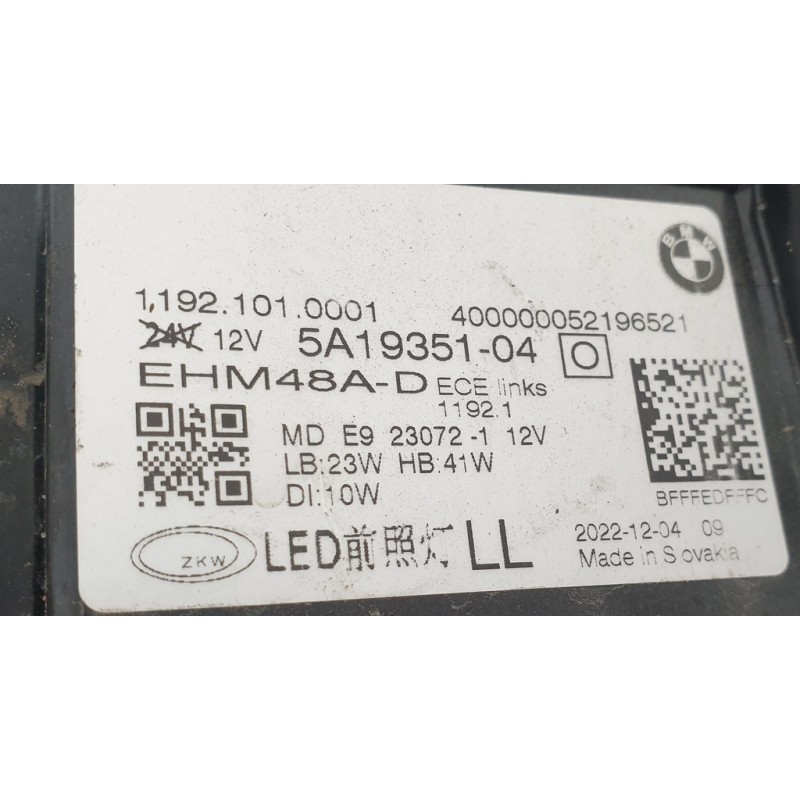 BMW
1,192.101.0001 400000052196521
24V 12V 5A19351-04
EHM48A-D ECE links
1192.1
MD E9 23072-1 12V
LB:23W HB:41W
DI:10W
BFFFEDFFFC
ZKW LED前照灯 LL
2022-12-04 09
Made in Slovakia